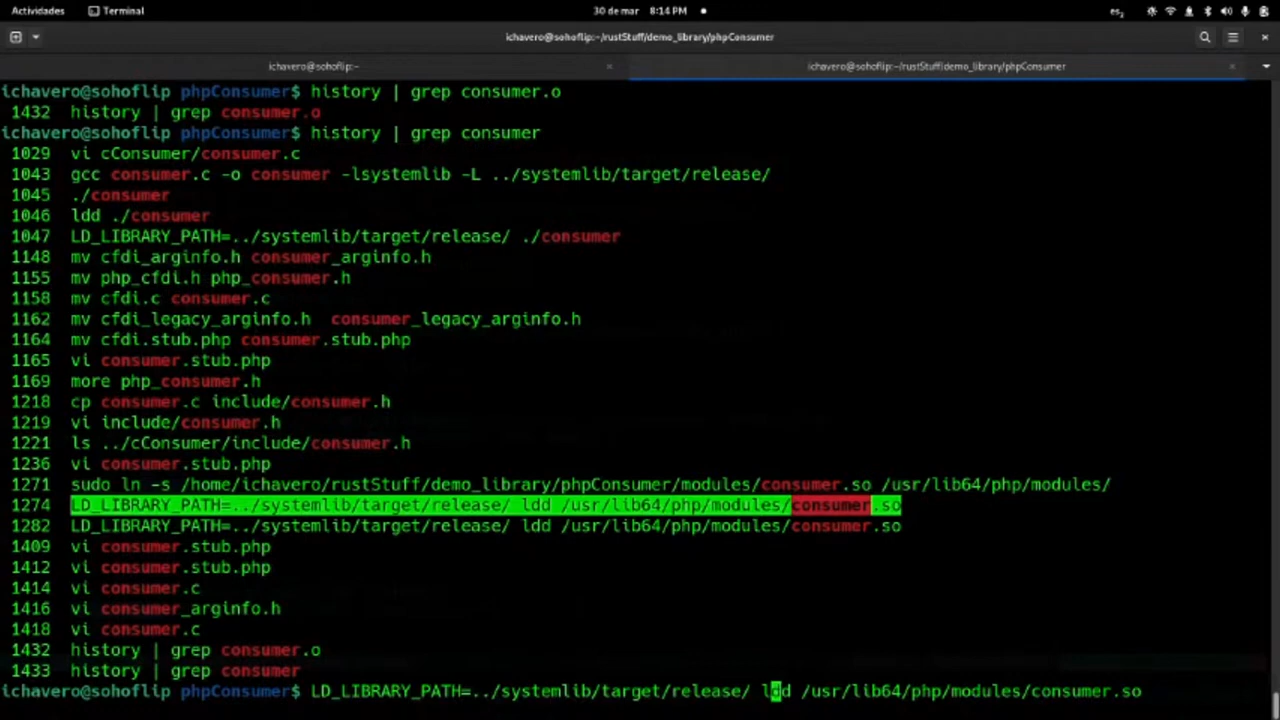 Actividades Terminal 30 de mar 8:14 PM es₂
ichavero@sohoflip:~/rustStuff/demo_library/phpConsumer
ichavero@sohoflip:~ ichavero@sohoflip:~/rustStuff/demo_library/phpConsumer
ichavero@sohoflip phpConsumer$ history | grep consumer.o
1432 history | grep consumer.o
ichavero@sohoflip phpConsumer$ history | grep consumer
1029 vi cConsumer/consumer.c
1043 gcc consumer.c -o consumer -lsystemlib -L ../systemlib/target/release/
1045 ./consumer
1046 ldd ./consumer
1047 LD_LIBRARY_PATH=../systemlib/target/release/ ./consumer
1148 mv cfdi_arginfo.h consumer_arginfo.h
1155 mv php_cfdi.h php_consumer.h
1158 mv cfdi.c consumer.c
1162 mv cfdi_legacy_arginfo.h consumer_legacy_arginfo.h
1164 mv cfdi.stub.php consumer.stub.php
1165 vi consumer.stub.php
1169 more php_consumer.h
1218 cp consumer.c include/consumer.h
1219 vi include/consumer.h
1221 ls ../cConsumer/include/consumer.h
1236 vi consumer.stub.php
1271 sudo ln -s /home/ichavero/rustStuff/demo_library/phpConsumer/modules/consumer.so /usr/lib64/php/modules/
1274 LD_LIBRARY_PATH=../systemlib/target/release/ ldd /usr/lib64/php/modules/consumer.so
1282 LD_LIBRARY_PATH=../systemlib/target/release/ ldd /usr/lib64/php/modules/consumer.so
1409 vi consumer.stub.php
1412 vi consumer.stub.php
1414 vi consumer.c
1416 vi consumer_arginfo.h
1418 vi consumer.c
1432 history | grep consumer.o
1433 history | grep consumer
ichavero@sohoflip phpConsumer$ LD_LIBRARY_PATH=../systemlib/target/release/ ldd /usr/lib64/php/modules/consumer.so